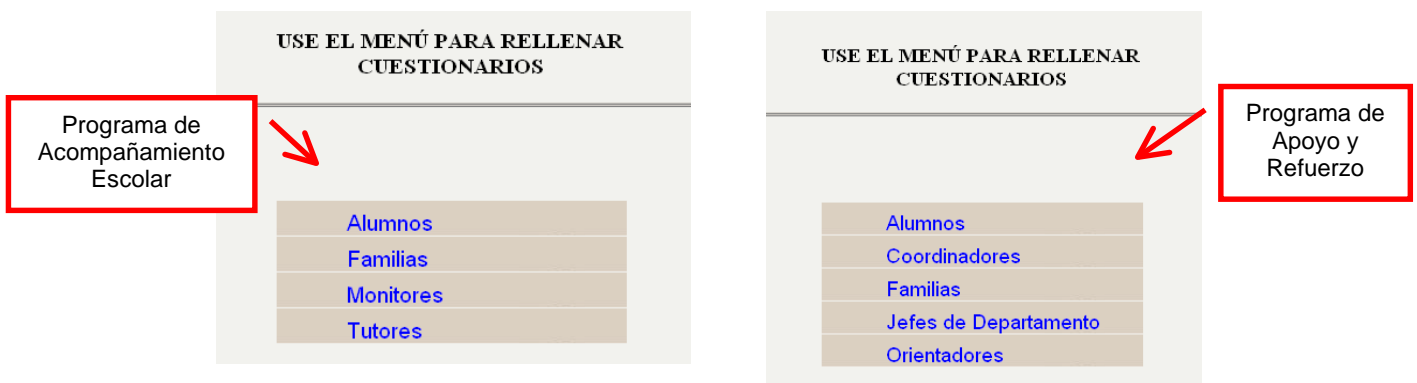 USE EL MENÚ PARA RELLENAR
CUESTIONARIOS
Programa de
Acompañamiento
Escolar
Alumnos
Familias
Monitores
Tutores
USE EL MENÚ PARA RELLENAR
CUESTIONARIOS
Programa de
Apoyo y
Refuerzo
Alumnos
Coordinadores
Familias
Jefes de Departamento
Orientadores